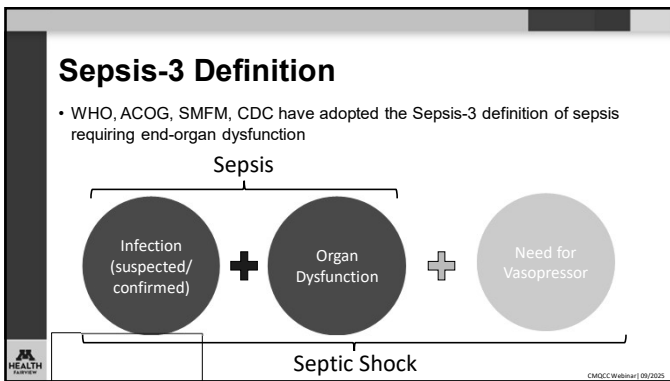 Sepsis-3 Definition
• WHO, ACOG, SMFM, CDC have adopted the Sepsis-3 definition of sepsis
requiring end-organ dysfunction
Sepsis
Infection
(suspected/
confirmed)
Organ
Dysfunction
Need for
Vasopressor
Septic Shock
M
HEALTH
FAIRVIEW
CMQCC Webinar | 09/2025